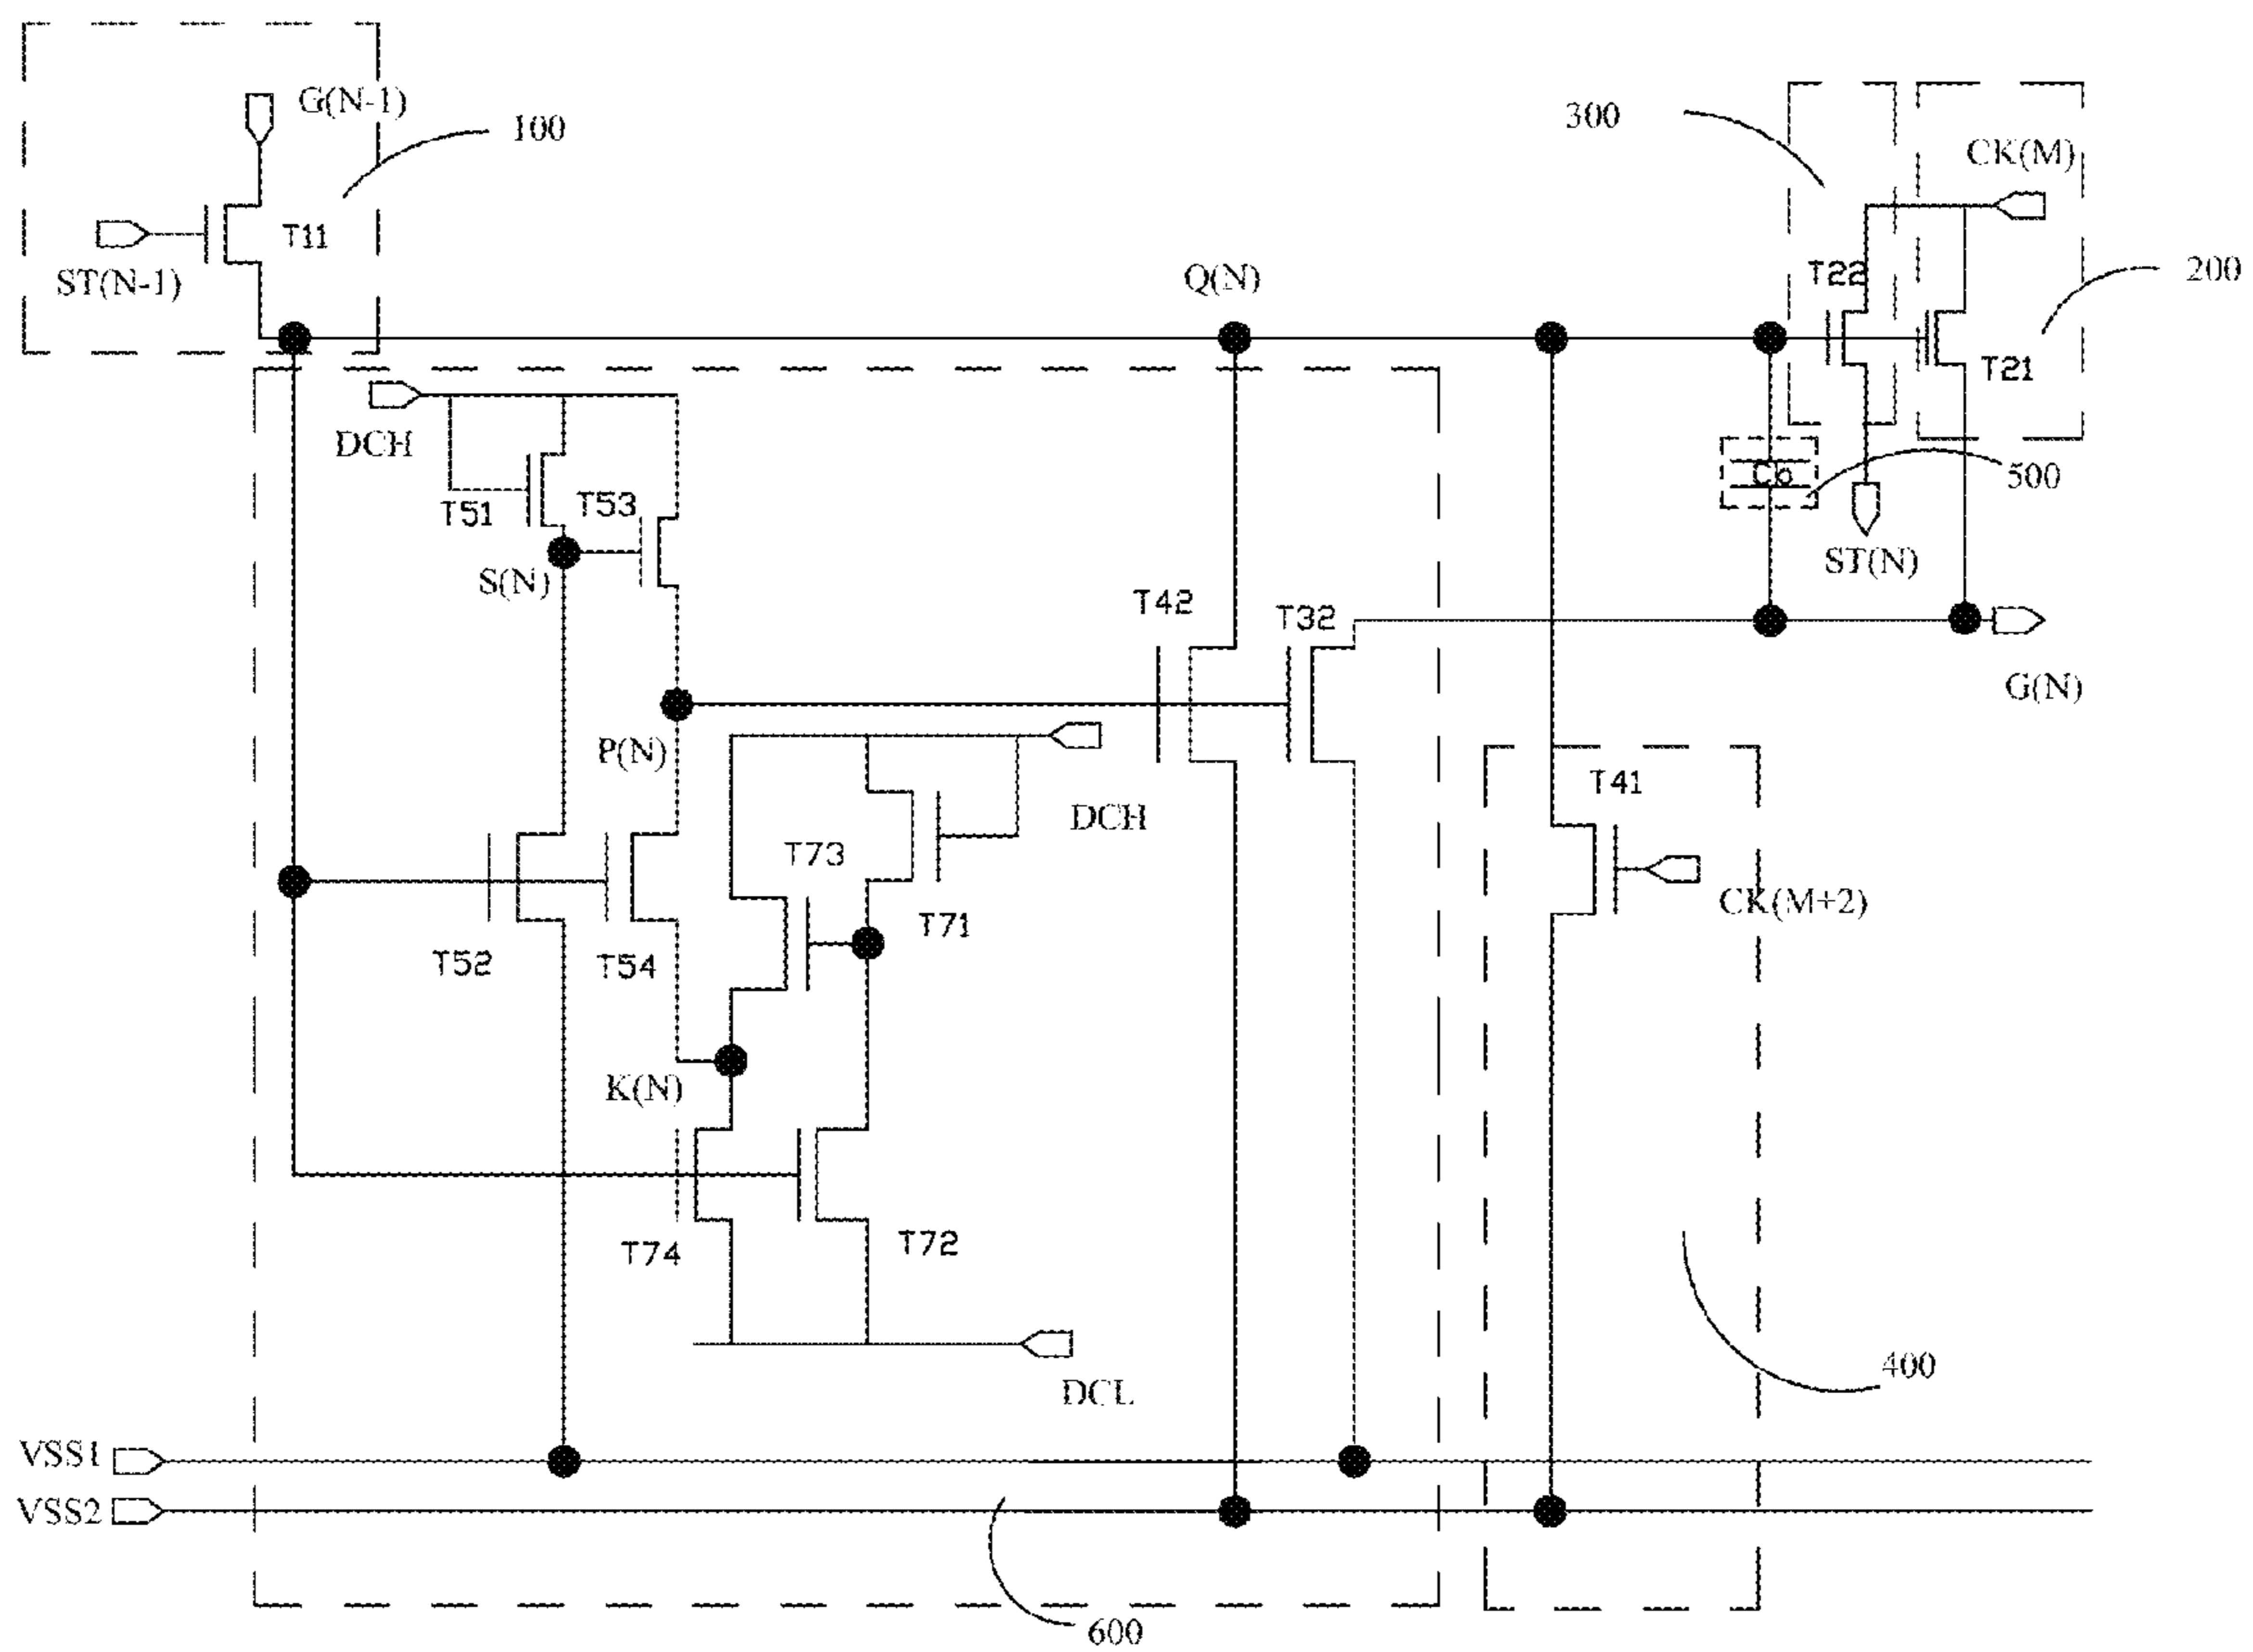 G(N-1)
100
T11
ST(N-1)
Q(N)
300
CK(M)
T22
200
T21
DCH
T51
T53
Cb
500
S(N)
ST(N)
T42
T32
G(N)
P(N)
T41
DCH
T73
CK(M+2)
T71
T52
T54
K(N)
T74
T72
400
DCL
VSS1
VSS2
600